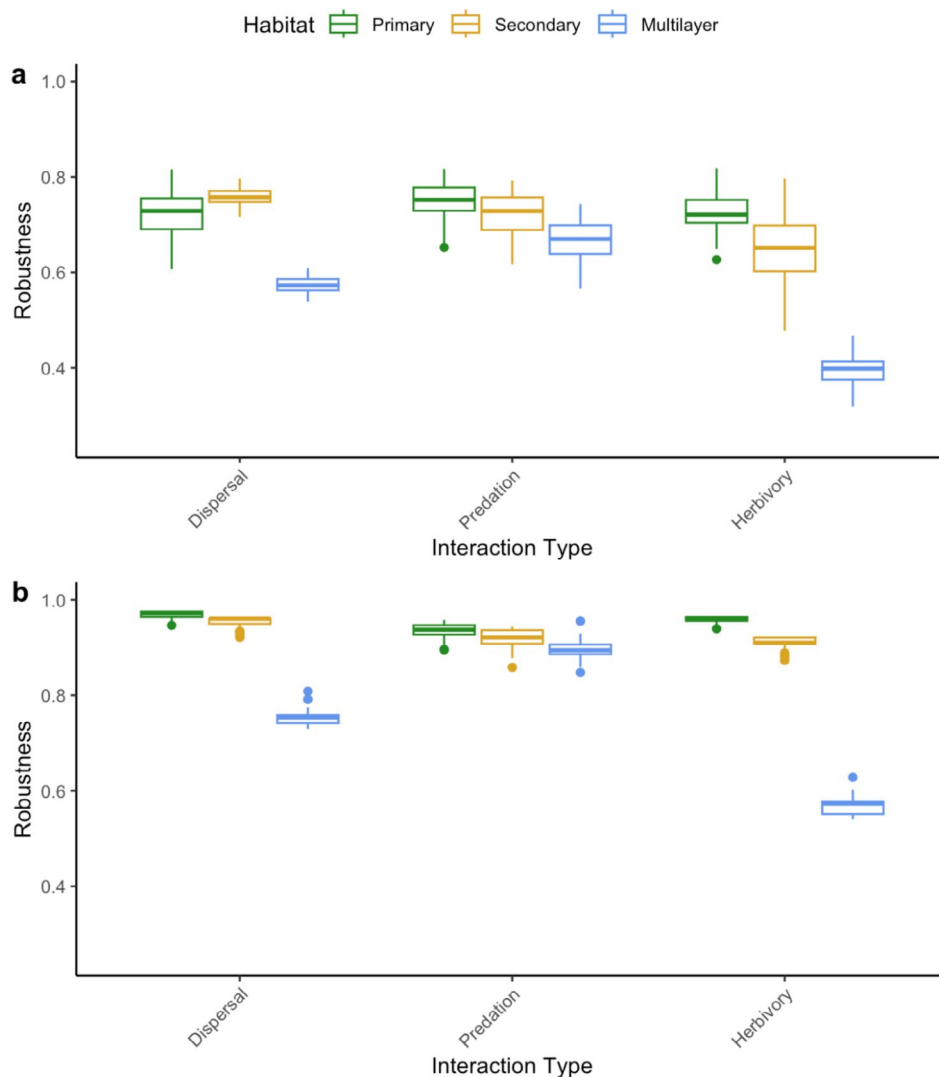 Habitat Primary Secondary Multilayer
a
1.0
0.8
0.6
0.4
Robustness
Dispersal
Predation
Herbivory
Interaction Type
b
1.0
0.8
0.6
0.4
Robustness
Dispersal
Predation
Herbivory
Interaction Type